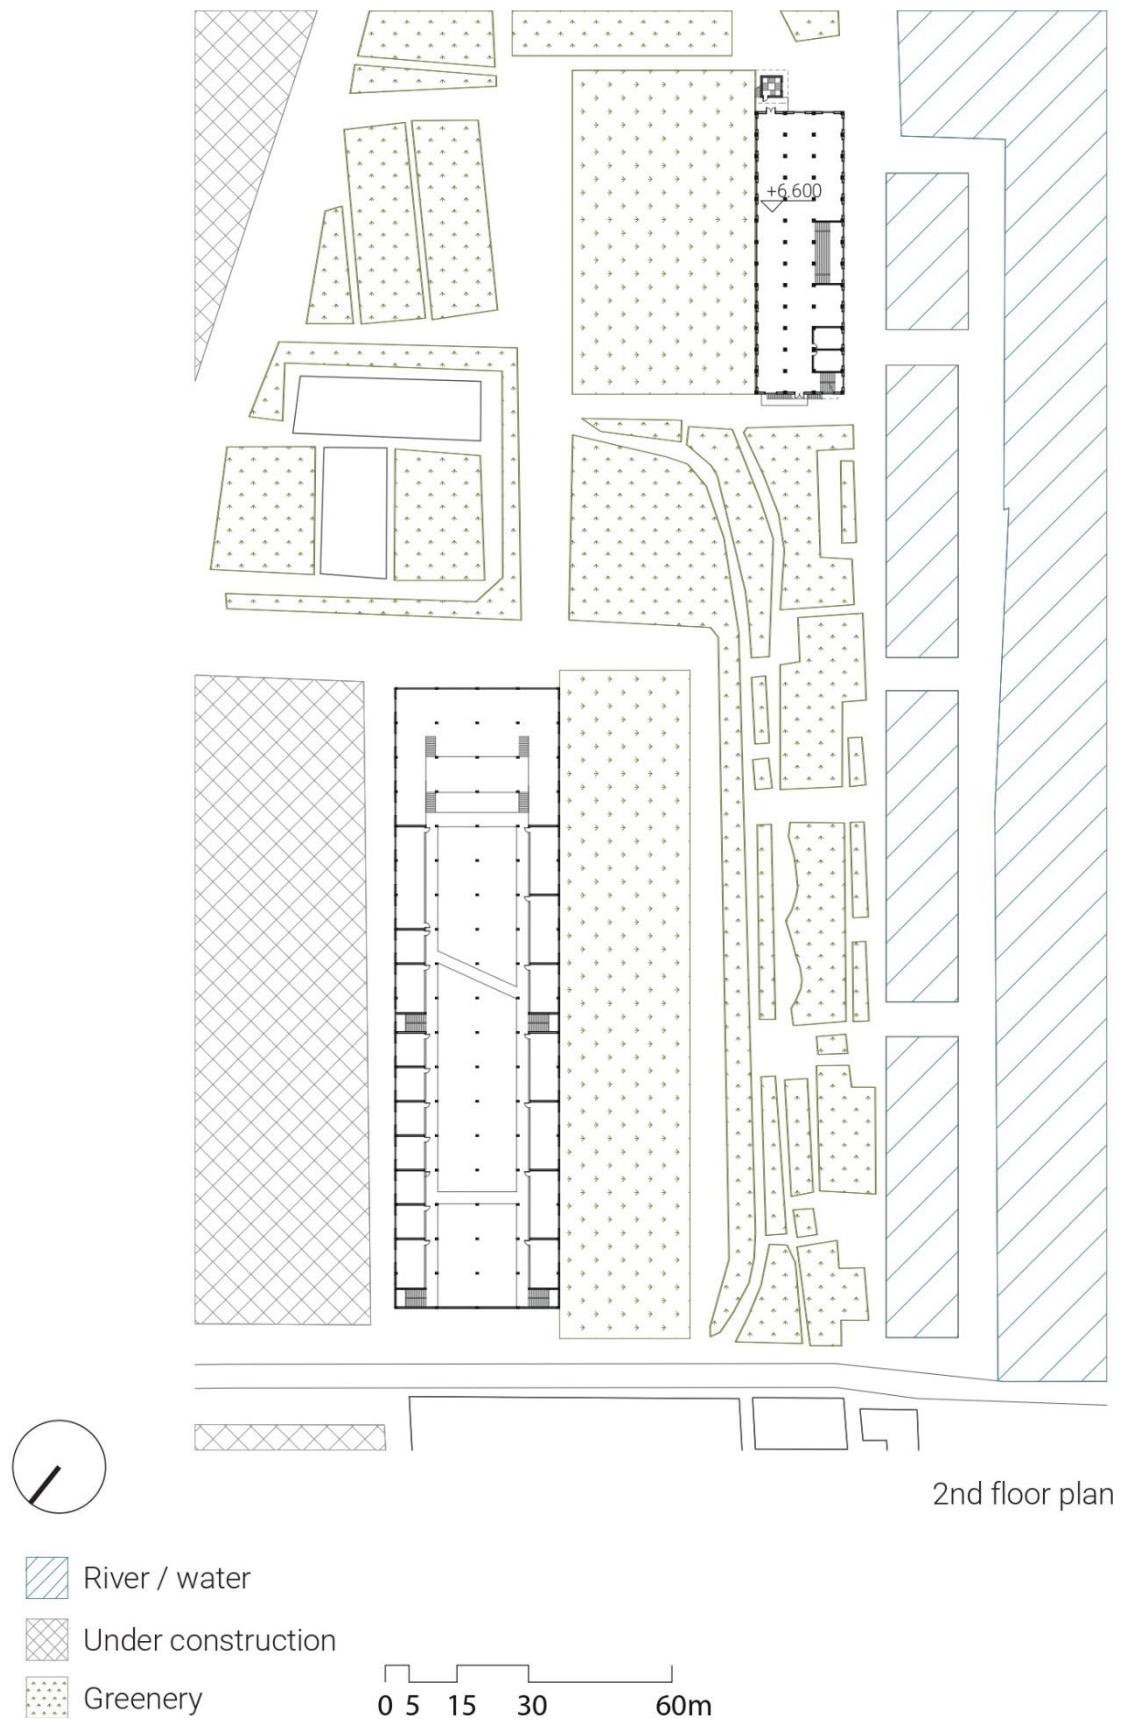 +6.600
2nd floor plan
River / water
Under construction
Greenery
0 5 15 30 60m